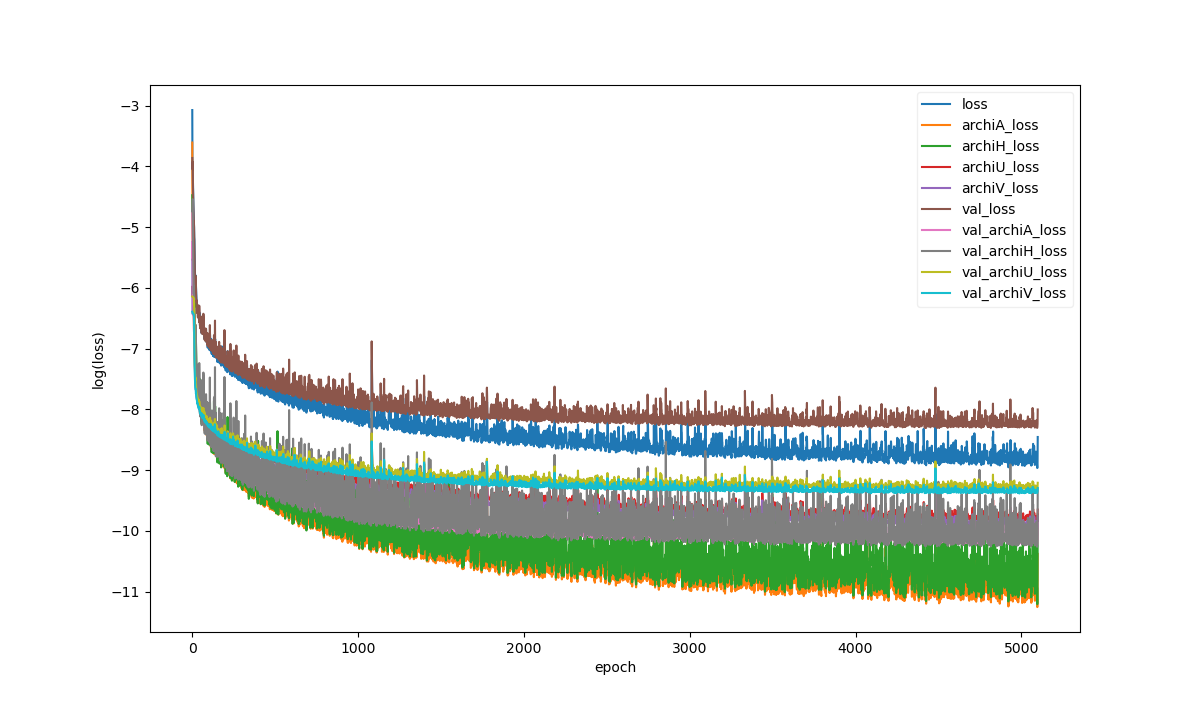 −3
−4
−5
−6
−7
−8
−9
−10
−11
log(loss)
0
1000
2000
3000
4000
5000
epoch
loss
archiA_loss
archiH_loss
archiU_loss
archiV_loss
val_loss
val_archiA_loss
val_archiH_loss
val_archiU_loss
val_archiV_loss